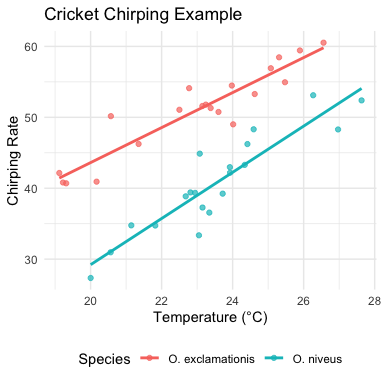 Cricket Chirping Example
60
50
40
30
Chirping Rate
20
22
24
26
28
Temperature (°C)
Species
O. exclamationis
O. niveus